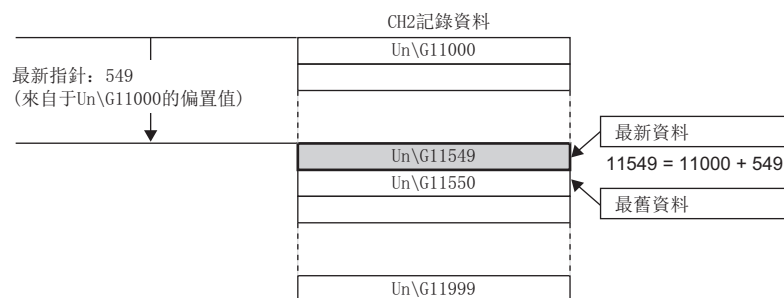 CH2記錄資料
Un\G11000
最新指針: 549
(來自于Un\G11000的偏置值)
最新資料
Un\G11549
11549 = 11000 + 549
Un\G11550
最舊資料
Un\G11999